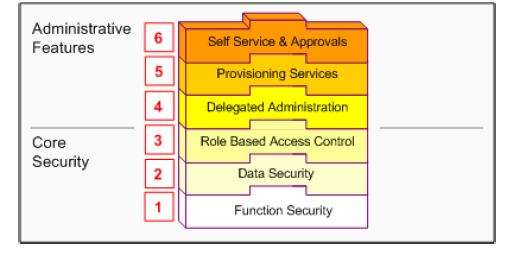 Administrative
Features
6
Self Service & Approvals
5
Provisioning Services
4
Delegated Administration
Core
Security
3
Role Based Access Control
2
Data Security
1
Function Security